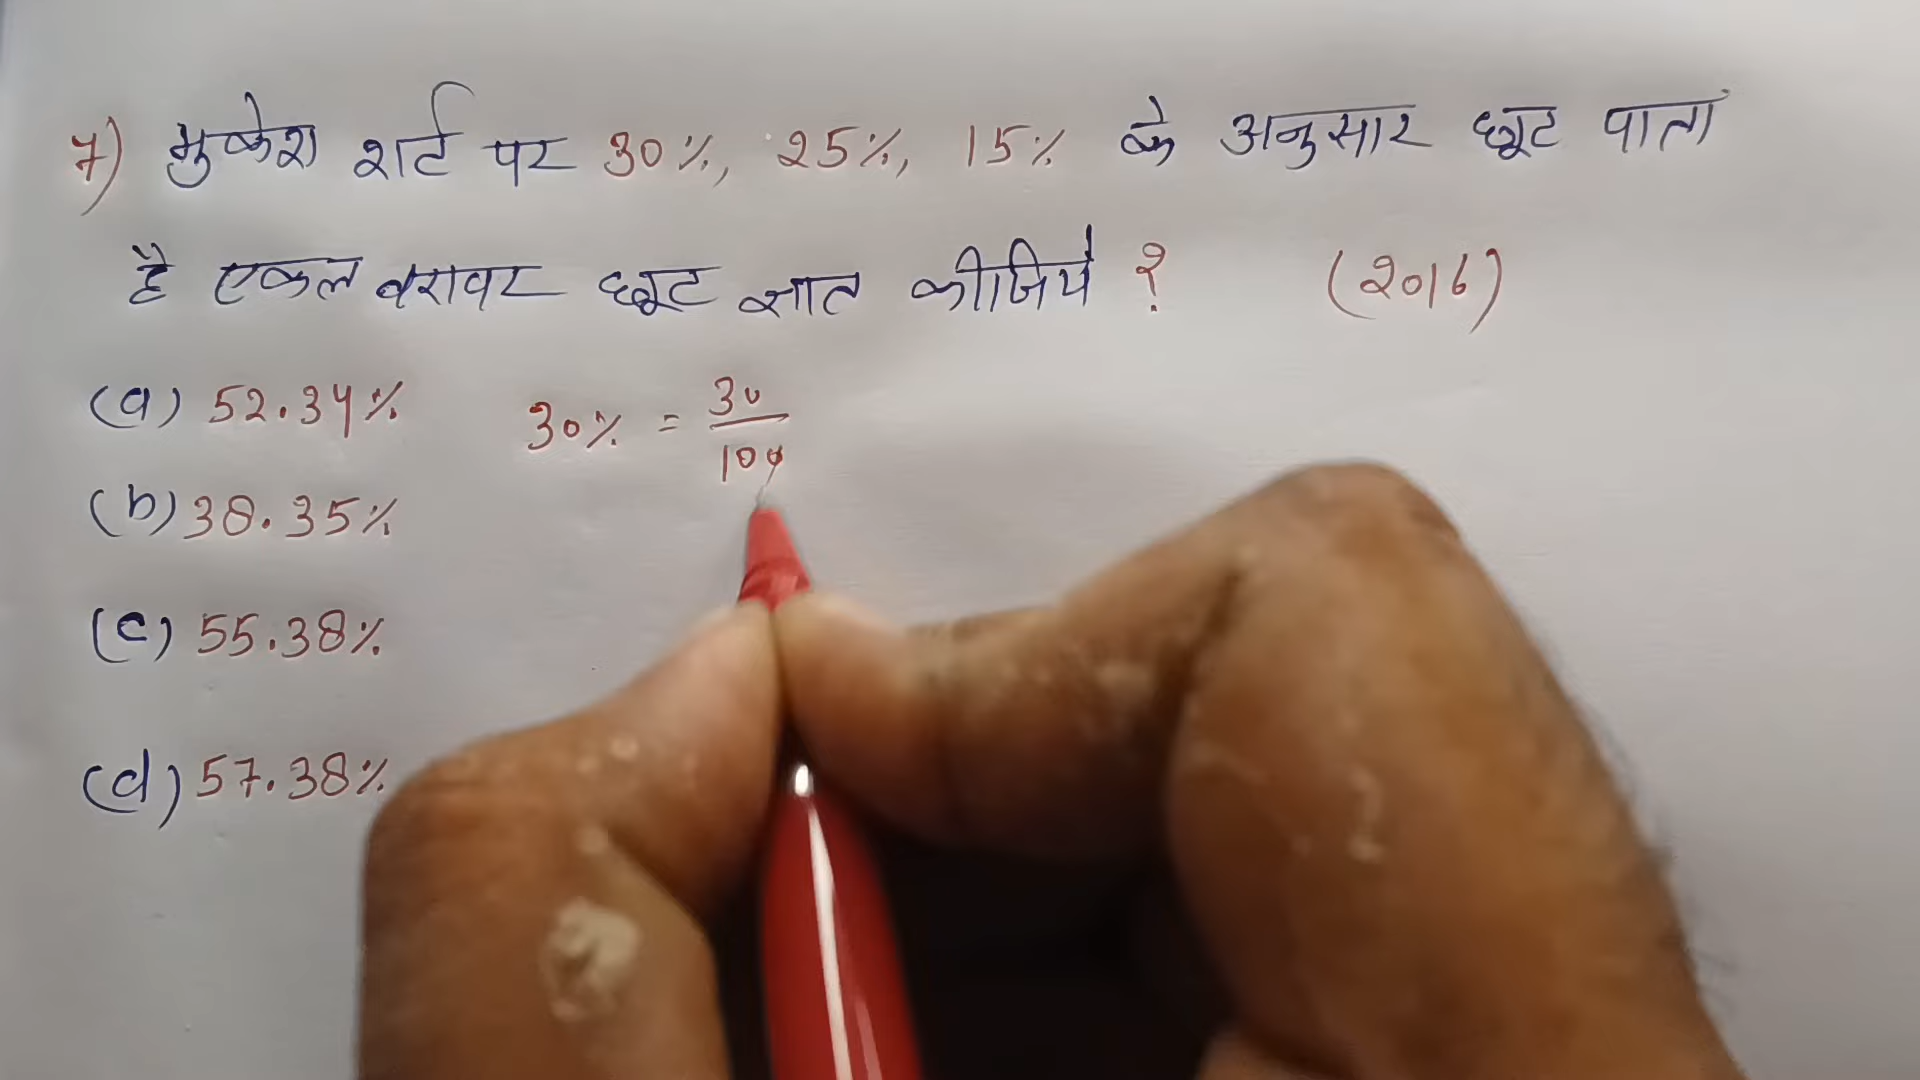 7) मुकेश शर्ट पर 30%, 25%, 15% के अनुसार छूट पाता
है एकल बराबर छूट ज्ञात कीजिये ? (2016)
(a) 52.34%
(b) 38.35%
(c) 55.38%
(d) 57.38%
30% = 30/100